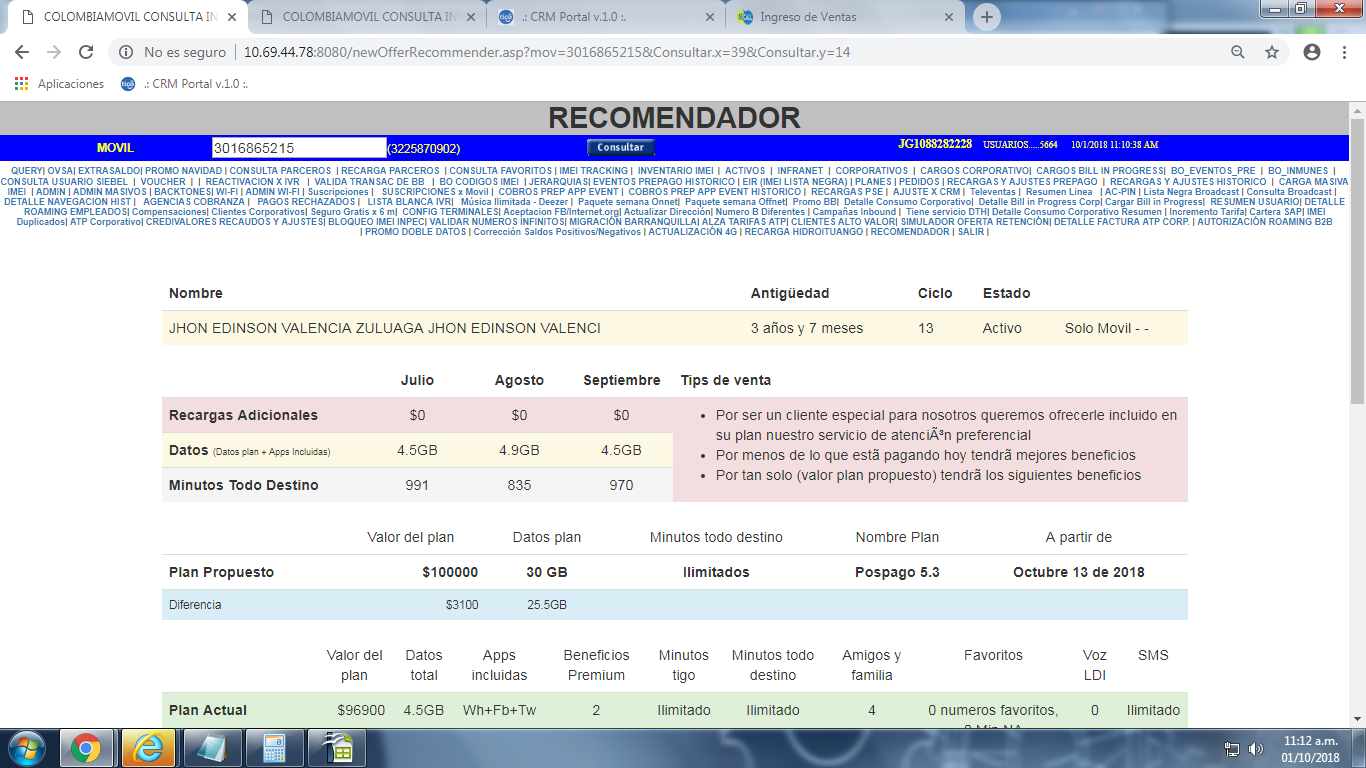 COLOMBIAMOVIL CONSULTA IN
COLOMBIAMOVIL CONSULTA IN
.: CRM Portal v.1.0 :.
Ingreso de Ventas
No es seguro | 10.69.44.78:8080/newOfferRecommender.asp?mov=3016865215&Consultar.x=39&Consultar.y=14
Aplicaciones
tigo .: CRM Portal v.1.0 :.
RECOMENDADOR
MOVIL 3016865215 (3225870902) Consultar JG1088282228 USUARIOS.....5664 10/1/2018 11:10:38 AM
QUERY| OVSA| EXTRASALDO| PROMO NAVIDAD | CONSULTA PARCEROS | RECARGA PARCEROS | CONSULTA FAVORITOS | IMEI TRACKING | INVENTARIO IMEI | ACTIVOS | INFRANET | CORPORATIVOS | CARGOS CORPORATIVO| CARGOS BILL IN PROGRESS| BO_EVENTOS_PRE | BO_INMUNES |
CONSULTA USUARIO SIEBEL | VOUCHER | | REACTIVACION X IVR | VALIDA TRANSAC DE BB | BO CODIGOS IMEI | JERARQUIAS| EVENTOS PREPAGO HISTORICO | EIR (IMEI LISTA NEGRA) | PLANES | PEDIDOS | RECARGAS Y AJUSTES PREPAGO | RECARGAS Y AJUSTES HISTORICO | CARGA MASIVA
IMEI | ADMIN | ADMIN MASIVOS | BACKTONES| WI-FI | ADMIN WI-FI | Suscripciones | SUSCRIPCIONES x Movil | COBROS PREP APP EVENT | COBROS PREP APP EVENT HISTORICO | RECARGAS PSE | AJUSTE X CRM | Televentas | Resumen Linea | AC-PIN | Lista Negra Broadcast | Consulta Broadcast |
DETALLE NAVEGACION HIST | AGENCIAS COBRANZA | PAGOS RECHAZADOS | LISTA BLANCA IVR| Música Ilimitada - Deezer | Paquete semana Onnet| Paquete semana Offnet| Promo BB| Detalle Consumo Corporativo| Detalle Bill in Progress Corp| Cargar Bill in Progress| RESUMEN USUARIO| DETALLE
ROAMING EMPLEADOS| Compensaciones| Clientes Corporativos| Seguro Gratis x 6 m| CONFIG TERMINALES| Aceptacion FB/Internet.org| Actualizar Dirección| Numero B Diferentes | Campañas Inbound | Tiene servicio DTH| Detalle Consumo Corporativo Resumen | Incremento Tarifa| Cartera SAP| IMEI
Duplicados| ATP Corporativo| CREDIVALORES RECAUDOS Y AJUSTES| BLOQUEO IMEI INPEC| VALIDAR NUMEROS INFINITOS| MIGRACIÓN BARRANQUILLA| ALZA TARIFAS ATP| CLIENTES ALTO VALOR| SIMULADOR OFERTA RETENCIÓN| DETALLE FACTURA ATP CORP. | AUTORIZACIÓN ROAMING B2B
| PROMO DOBLE DATOS | Corrección Saldos Positivos/Negativos | ACTUALIZACIÓN 4G | RECARGA HIDROITUANGO | RECOMENDADOR | SALIR |
Nombre Antigüedad Ciclo Estado
JHON EDINSON VALENCIA ZULUAGA JHON EDINSON VALENCI 3 años y 7 meses 13 Activo Solo Movil - -
Julio Agosto Septiembre Tips de venta
Recargas Adicionales $0 $0 $0
Datos (Datos plan + Apps Incluidas) 4.5GB 4.9GB 4.5GB
Minutos Todo Destino 991 835 970
• Por ser un cliente especial para nosotros queremos ofrecerle incluido en
su plan nuestro servicio de atenciÃ³n preferencial
• Por menos de lo que estã pagando hoy tendrã mejores beneficios
• Por tan solo (valor plan propuesto) tendrã los siguientes beneficios
Valor del plan Datos plan Minutos todo destino Nombre Plan A partir de
Plan Propuesto $100000 30 GB Ilimitados Pospago 5.3 Octubre 13 de 2018
Diferencia $3100 25.5GB
Valor del Datos Apps Beneficios Minutos Minutos todo Amigos y Favoritos Voz SMS
plan total incluidas Premium tigo destino familia LDI
Plan Actual $96900 4.5GB Wh+Fb+Tw 2 Ilimitado Ilimitado 4 0 numeros favoritos, 0 Ilimitado
11:12 a.m.
01/10/2018